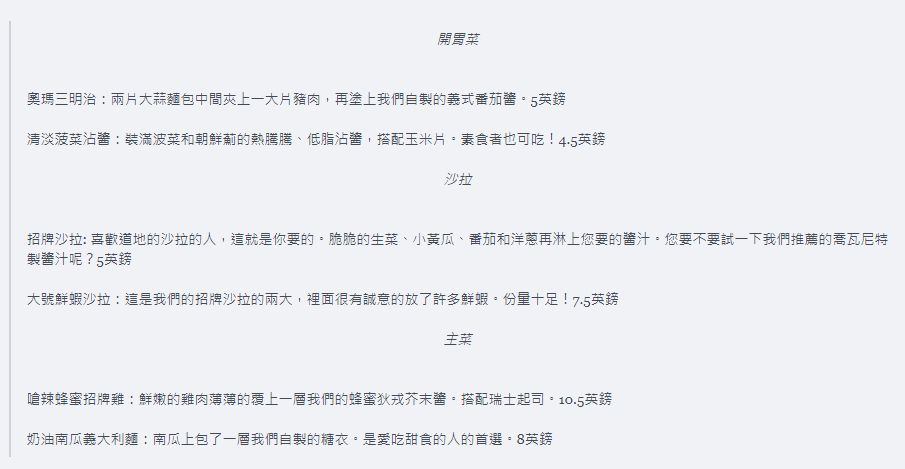 開胃菜
奧瑪三明治：兩片大蒜麵包中間夾上一大片豬肉，再塗上我們自製的義式番茄醬。5英鎊
清淡菠菜沾醬：裝滿波菜和朝鮮薊的熱騰騰、低脂沾醬，搭配玉米片。素食者也可吃！4.5英鎊
沙拉
招牌沙拉: 喜歡道地的沙拉的人，這就是你要的。脆脆的生菜、小黃瓜、番茄和洋蔥再淋上您要的醬汁。您要不要試一下我們推薦的喬瓦尼特
製醬汁呢？5英鎊
大號鮮蝦沙拉：這是我們的招牌沙拉的兩大，裡面很有誠意的放了許多鮮蝦。份量十足！7.5英鎊
主菜
嗆辣蜂蜜招牌雞：鮮嫩的雞肉薄薄的覆上一層我們的蜂蜜狄戎芥末醬。搭配瑞士起司。10.5英鎊
奶油南瓜義大利麵：南瓜上包了一層我們自製的糖衣。是愛吃甜食的人的首選。8英鎊